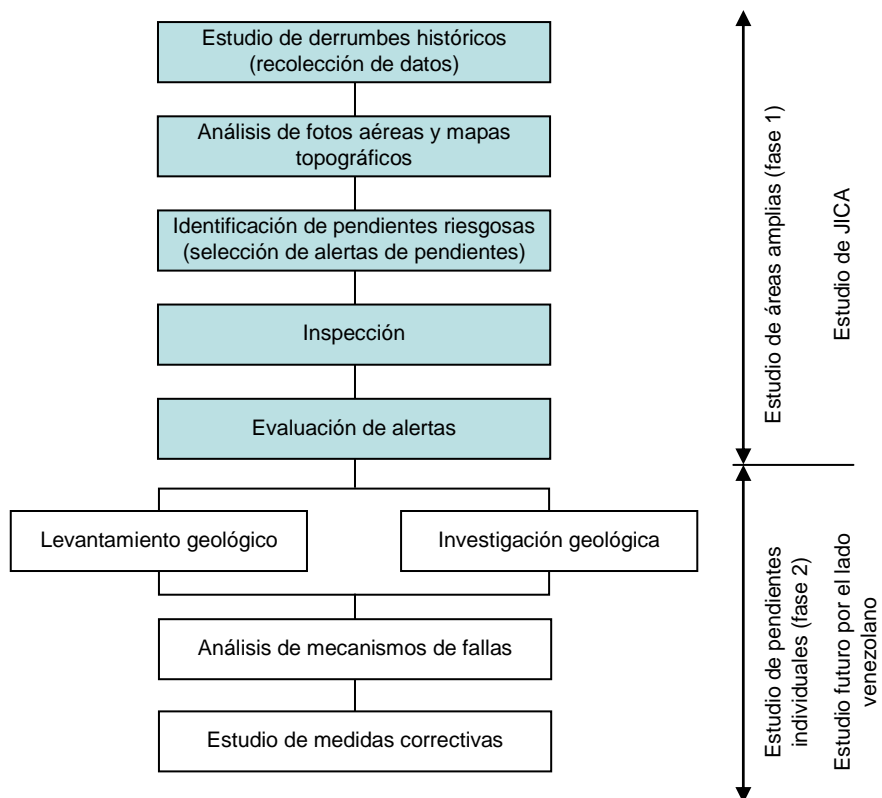 Estudio de derrumbes históricos
(recolección de datos)
Análisis de fotos aéreas y mapas
topográficos
Identificación de pendientes riesgosas
(selección de alertas de pendientes)
Inspección
Evaluación de alertas
Levantamiento geológico
Investigación geológica
Análisis de mecanismos de fallas
Estudio de medidas correctivas
Estudio de áreas amplias (fase 1)
Estudio de JICA
Estudio de pendientes
individuales (fase 2)
Estudio futuro por el lado
venezolano